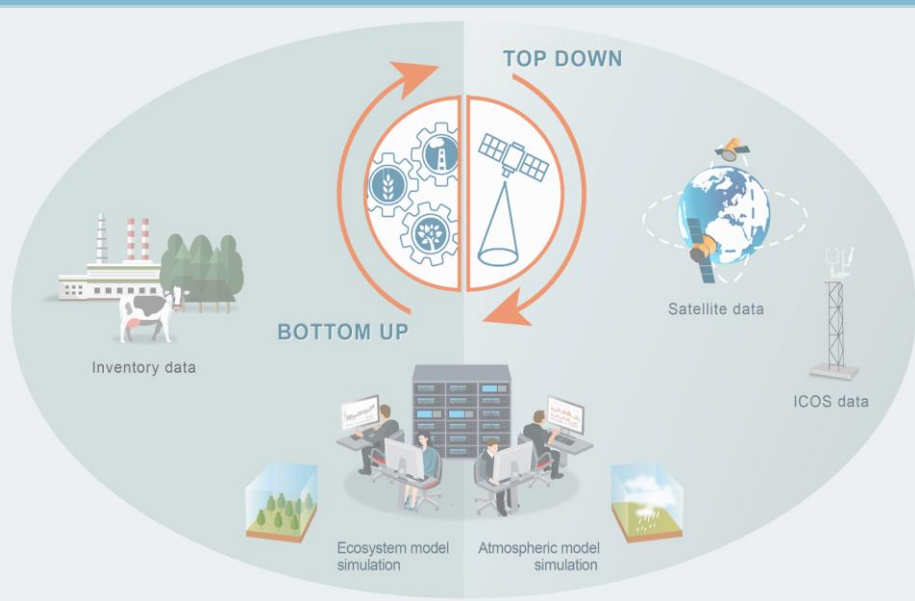 TOP DOWN
Satellite data
BOTTOM UP
Inventory data
ICOS data
Ecosystem model
simulation
Atmospheric model
simulation